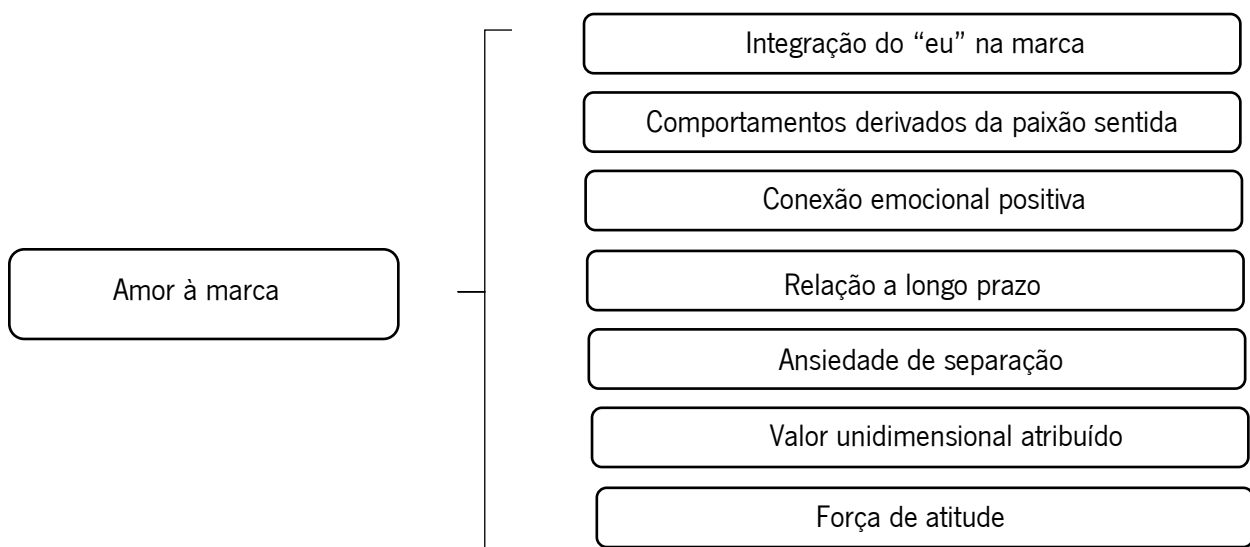 Integração do “eu” na marca
Comportamentos derivados da paixão sentida
Conexão emocional positiva
Amor à marca
Relação a longo prazo
Ansiedade de separação
Valor unidimensional atribuído
Força de atitude